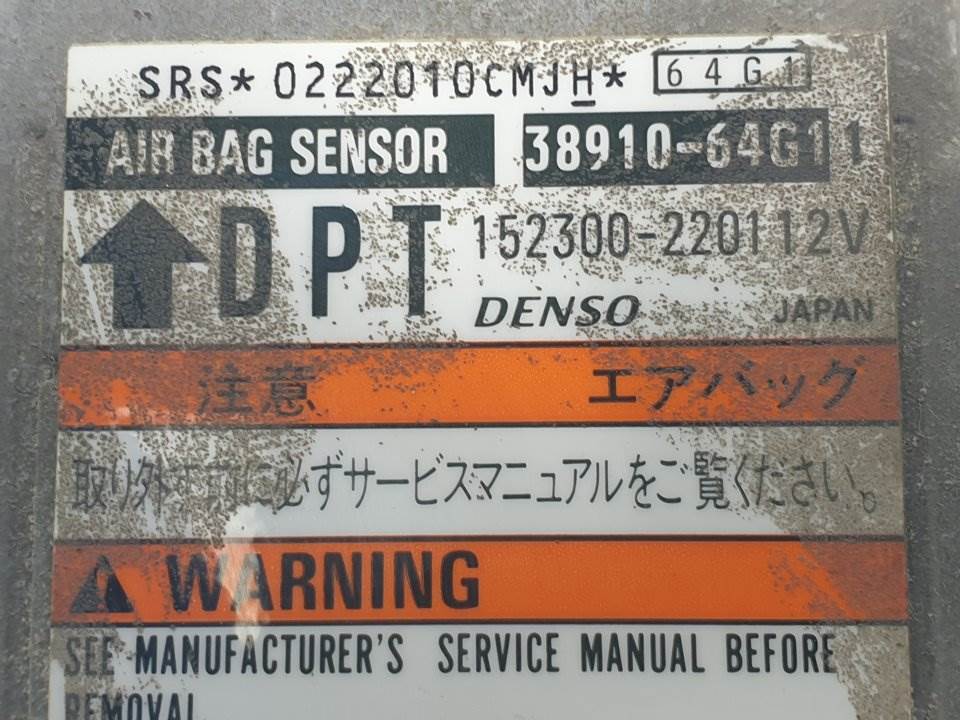 SRS*0222010CMJH* 64G1
AIR BAG SENSOR 38910-64G11
DPT 152300-2201 12V
DENSO JAPAN
注意 エアバッグ
取り外す前に必ずサービスマニュアルをご覧ください。
WARNING
SEE MANUFACTURER'S SERVICE MANUAL BEFORE
REMOVAL